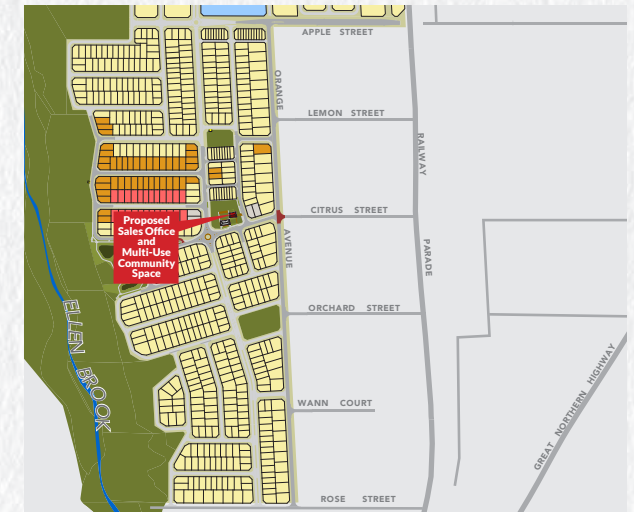 APPLE STREET
ORANGE
LEMON STREET
RAILWAY
CITRUS STREET
Proposed
Sales Office
and
Multi-Use
Community
Space
AVENUE
PARADE
ELLEN BROOK
ORCHARD STREET
GREAT NORTHERN HIGHWAY
WANN COURT
ROSE STREET